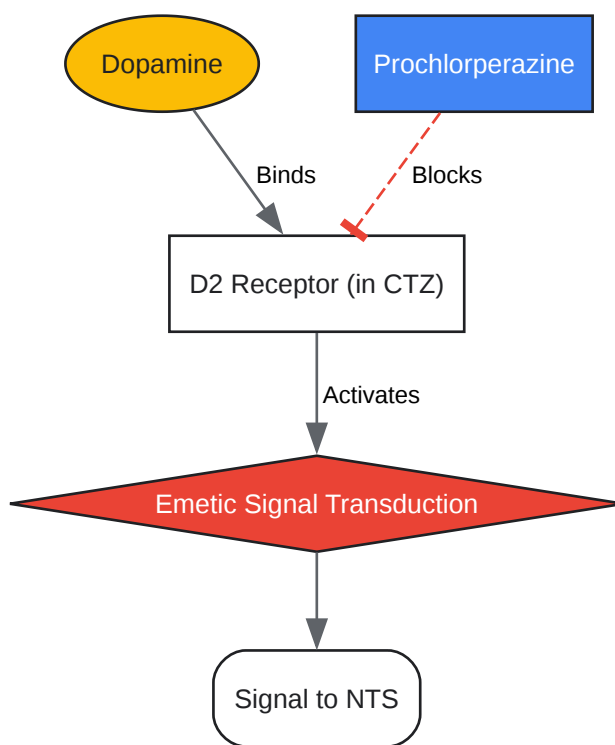 Dopamine
Prochlorperazine
Binds
Blocks
D2 Receptor (in CTZ)
Activates
Emetic Signal Transduction
Signal to NTS